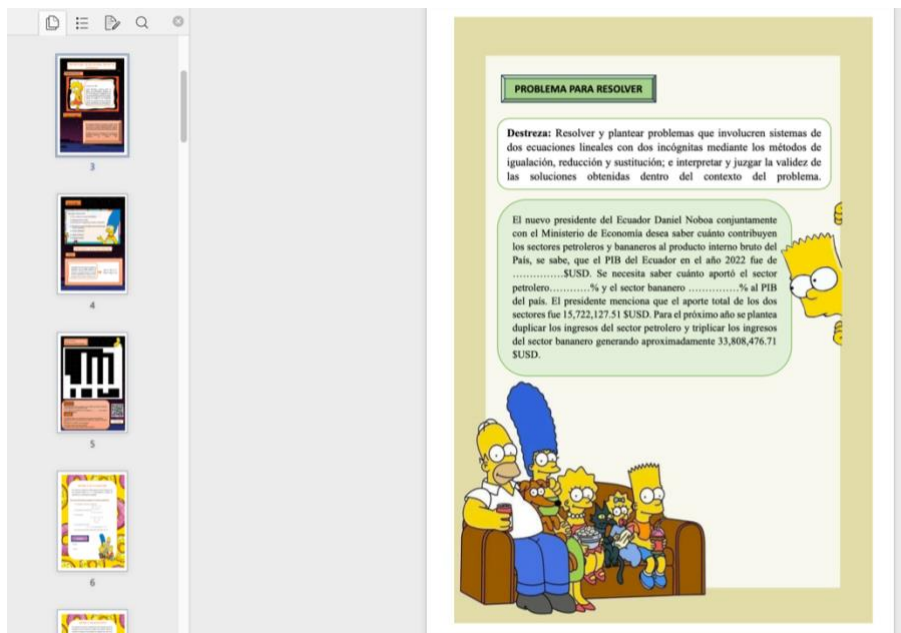 3
4
5
6
PROBLEMA PARA RESOLVER
Destreza: Resolver y plantear problemas que involucren sistemas de
dos ecuaciones lineales con dos incógnitas mediante los métodos de
igualación, reducción y sustitución; e interpretar y juzgar la validez de
las soluciones obtenidas dentro del contexto del problema.
El nuevo presidente del Ecuador Daniel Noboa conjuntamente
con el Ministerio de Economía desea saber cuánto contribuyen
los sectores petroleros y bananeros al producto interno bruto del
País, se sabe, que el PIB del Ecuador en el año 2022 fue de
..............$USD. Se necesita saber cuánto aportó el sector
petrolero...........% y el sector bananero ..............% al PIB
del país. El presidente menciona que el aporte total de los dos
sectores fue 15,722,127.51 $USD. Para el próximo año se plantea
duplicar los ingresos del sector petrolero y triplicar los ingresos
del sector bananero generando aproximadamente 33,808,476.71
$USD.